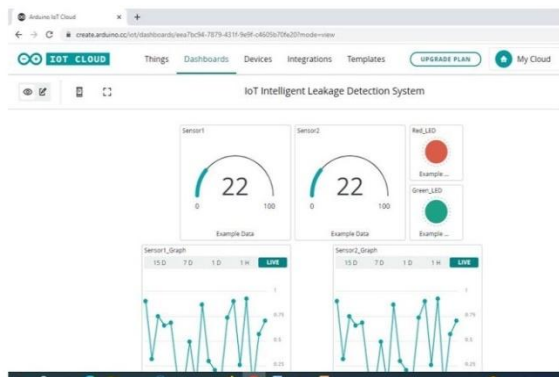 Arduino IoT Cloud
create.arduino.cc/iot/dashboards/eea7bc94-7879-431f-9e9f-c4605b70fe20?mode=view
IOT CLOUD
Things Dashboards Devices Integrations Templates UPGRADE PLAN My Cloud
IoT Intelligent Leakage Detection System
Sensor1 Sensor2 Red_LED
22 22
0 100 0 100
Example ...
Green_LED
Example Data Example Data Example ...
Sensor1_Graph Sensor2_Graph
15 D 7 D 1 D 1 H LIVE 15 D 7 D 1 D 1 H LIVE
1 1
0.75 0.75
0.5 0.5
0.25 0.25